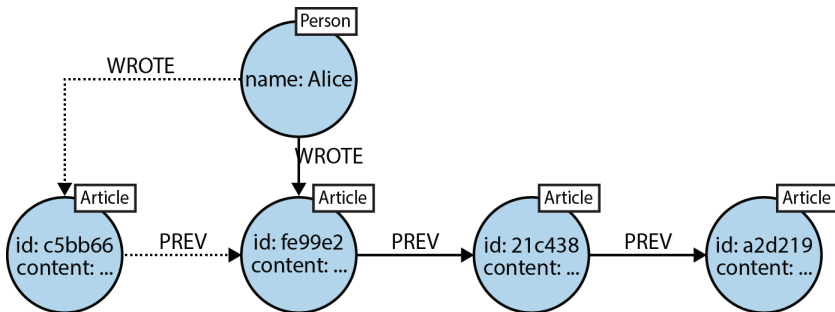 Person
WROTE
name: Alice
WROTE
Article
Article
Article
Article
id: c5bb66
content: ...
PREV
id: fe99e2
content: ...
PREV
id: 21c438
content: ...
PREV
id: a2d219
content: ...